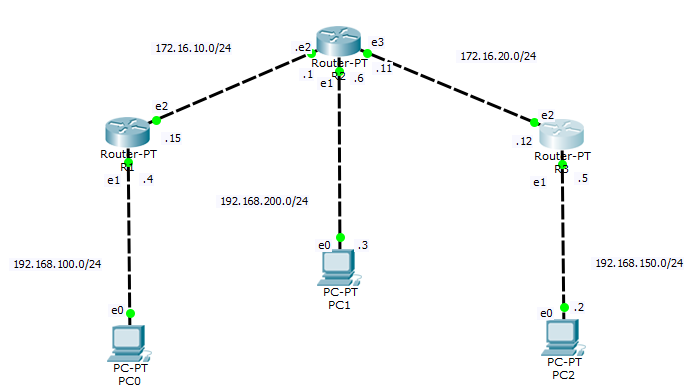 172.16.10.0/24
.e2
e3
172.16.20.0/24
Router-PT
R2
.1
e1
.6
.11
e2
.15
Router-PT
R1
e1
.4
e2
.12
Router-PT
R3
e1
.5
192.168.200.0/24
192.168.100.0/24
e0
.3
PC-PT
PC1
192.168.150.0/24
e0
PC-PT
PC0
e0
.2
PC-PT
PC2